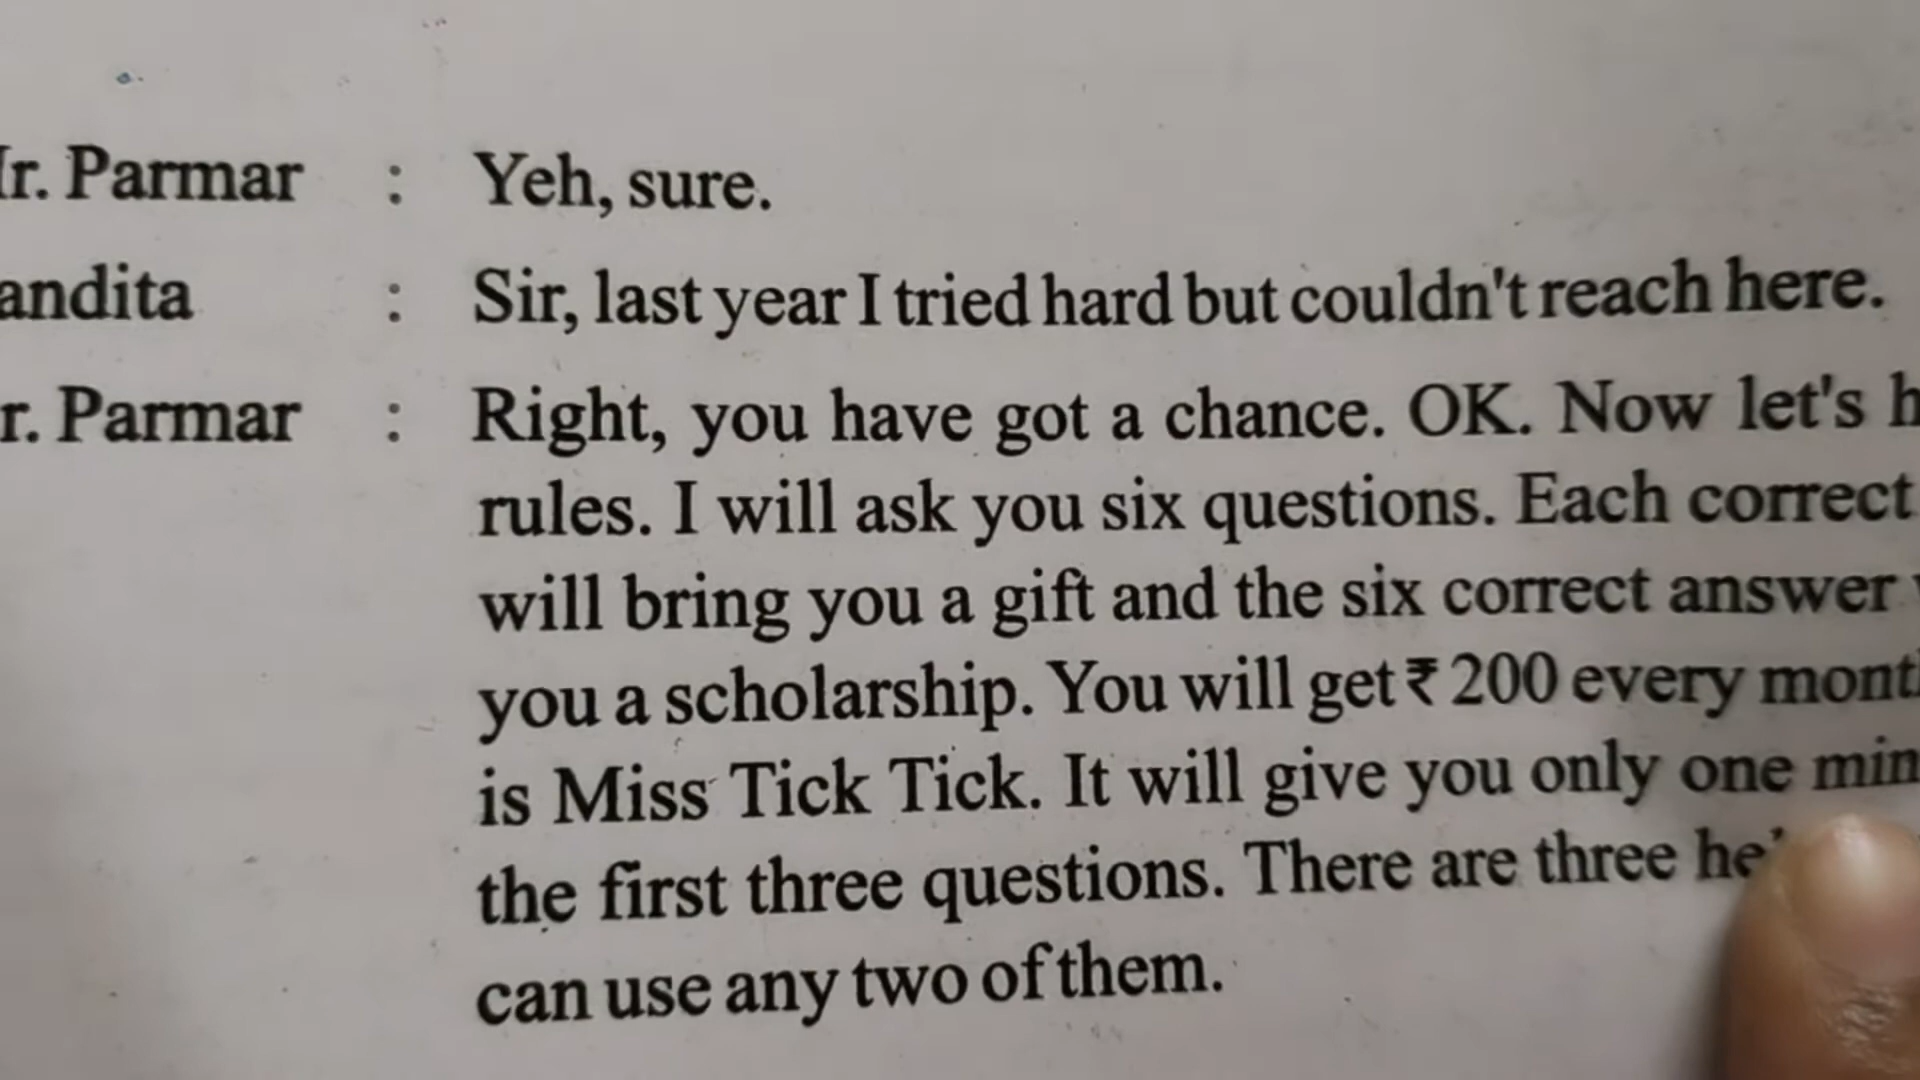 r. Parmar : Yeh, sure.
andita : Sir, last year I tried hard but couldn't reach here.
r. Parmar : Right, you have got a chance. OK. Now let's
rules. I will ask you six questions. Each correct
will bring you a gift and the six correct answer
you a scholarship. You will get ₹ 200 every
is Miss Tick Tick. It will give you only one
the first three questions. There are three
can use any two of them.